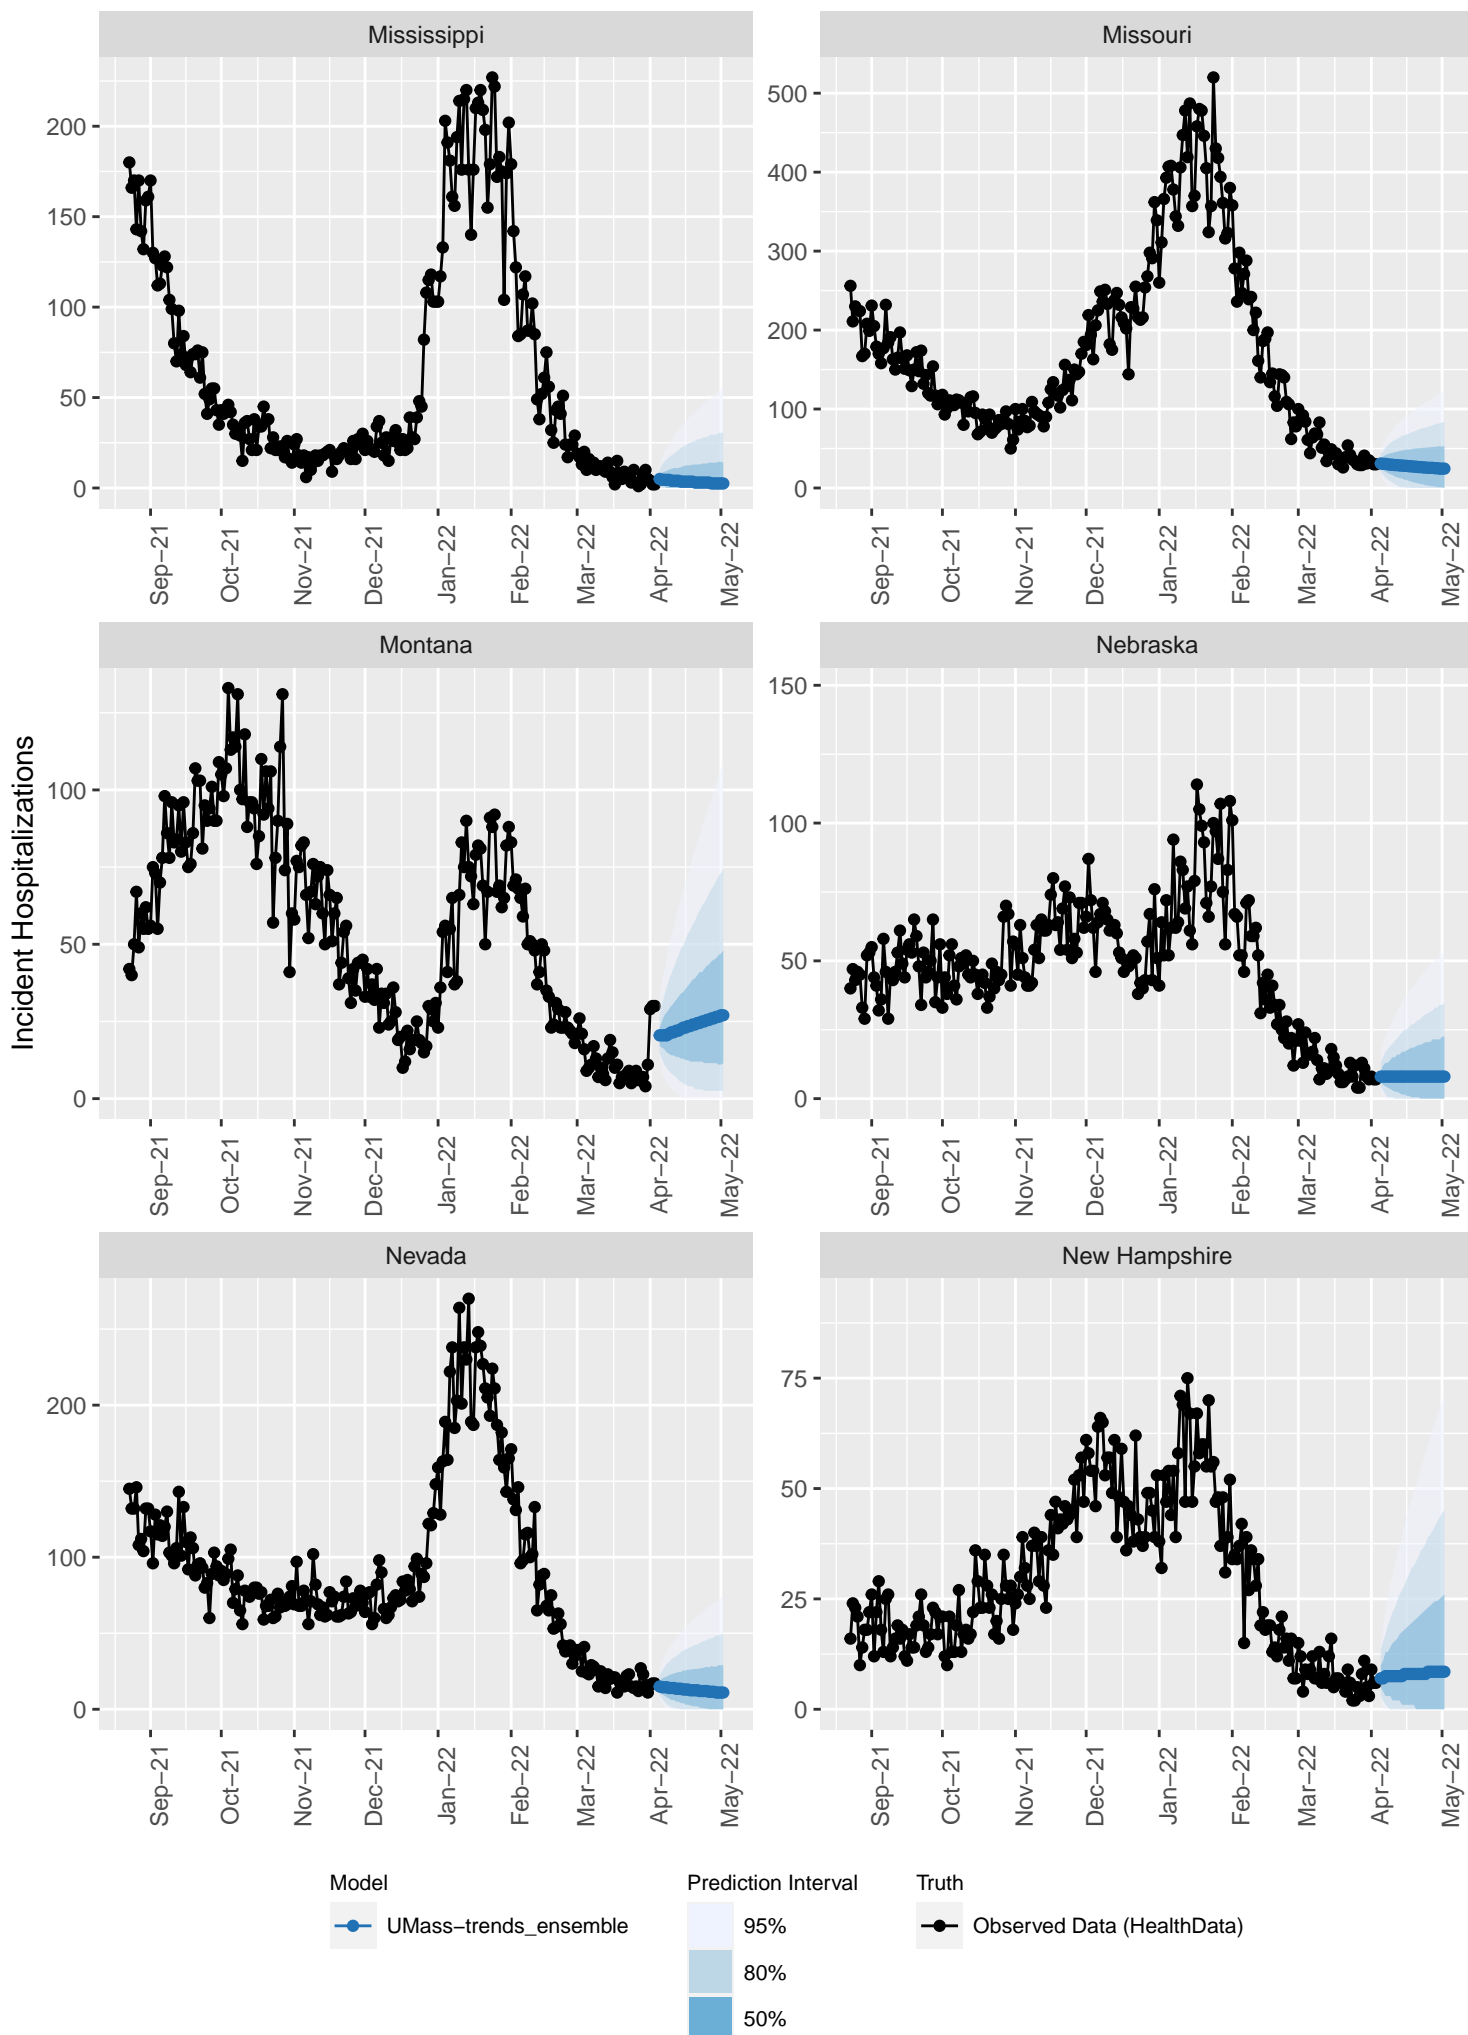 Mississippi
Missouri
200
150
100
50
0
500
400
300
200
100
0
Sep−21
Oct−21
Nov−21
Dec−21
Jan−22
Feb−22
Mar−22
Apr−22
May−22
Sep−21
Oct−21
Nov−21
Dec−21
Jan−22
Feb−22
Mar−22
Apr−22
May−22
Incident Hospitalizations
Montana
Nebraska
100
50
0
150
100
50
0
Sep−21
Oct−21
Nov−21
Dec−21
Jan−22
Feb−22
Mar−22
Apr−22
May−22
Sep−21
Oct−21
Nov−21
Dec−21
Jan−22
Feb−22
Mar−22
Apr−22
May−22
Nevada
New Hampshire
200
100
0
75
50
25
0
Sep−21
Oct−21
Nov−21
Dec−21
Jan−22
Feb−22
Mar−22
Apr−22
May−22
Sep−21
Oct−21
Nov−21
Dec−21
Jan−22
Feb−22
Mar−22
Apr−22
May−22
Model
UMass−trends_ensemble
Prediction Interval
95%
80%
50%
Truth
Observed Data (HealthData)